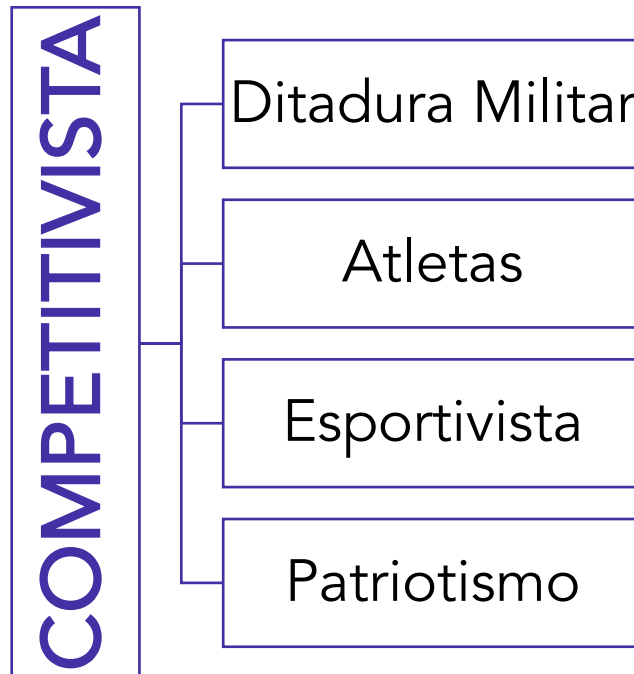 COMPETITIVISTA
Ditadura Militar
Atletas
Esportivista
Patriotismo